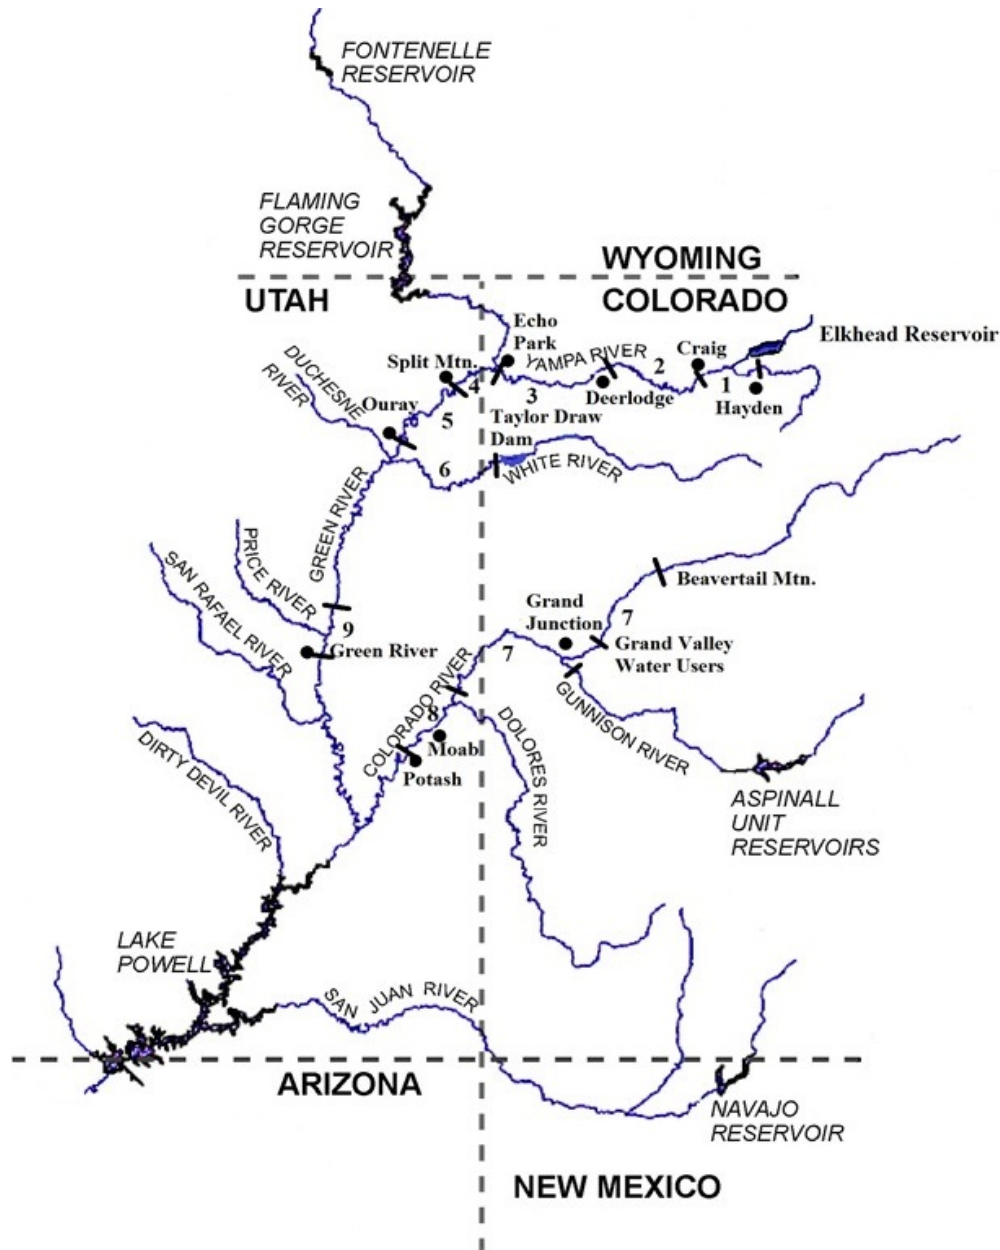 FONTENELLE
RESERVOIR
FLAMING
GORGE
RESERVOIR
WYOMING
UTAH
COLORADO
Echo
Park
YAMPA RIVER
2
Craig
Elkhead Reservoir
Split Mtn.
4
3
Deerlodge
1
Hayden
DUCHESNE
RIVER
Ouray
5
Taylor Draw
Dam
6
WHITE RIVER
GREEN RIVER
PRICE RIVER
SAN RAFAEL RIVER
9
Green River
Beavertail Mtn.
Grand
Junction
7
Grand Valley
Water Users
7
COLORADO RIVER
8
Moab
Potash
GUNNISON RIVER
DOLORES RIVER
DIRTY DEVIL RIVER
ASPINALL
UNIT
RESERVOIRS
LAKE
POWELL
SAN JUAN RIVER
ARIZONA
NAVAJO
RESERVOIR
NEW MEXICO